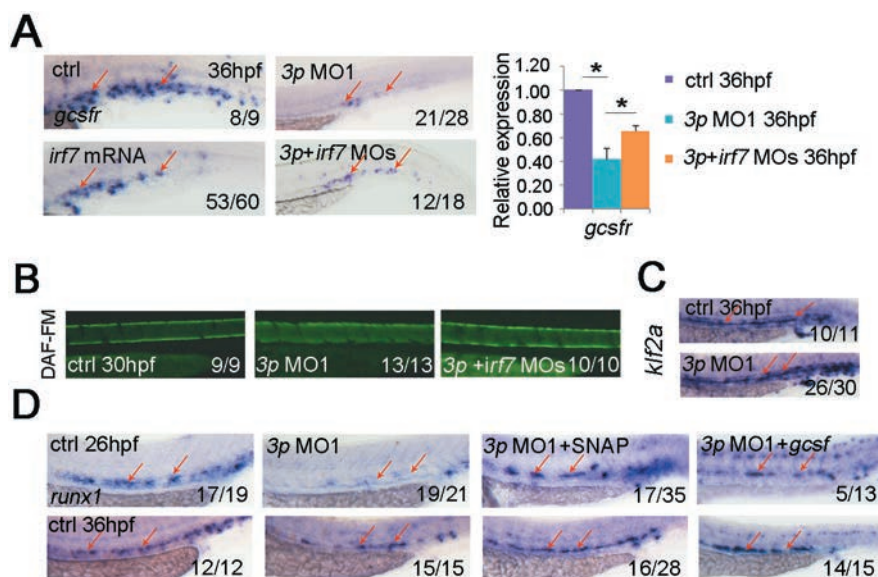 A
ctrl 36hpf
gcsfr 8/9
3p MO1
21/28
irf7 mRNA
53/60
3p+irf7 MOs
12/18
Relative expression
1.20
1.00
0.80
0.60
0.40
0.20
0.00
*
*
gcsfr
ctrl 36hpf
3p MO1 36hpf
3p+irf7 MOs 36hpf
B
DAF-FM
ctrl 30hpf 9/9
3p MO1 13/13
3p +irf7 MOs 10/10
C
klf2a
ctrl 36hpf
10/11
3p MO1
26/30
D
ctrl 26hpf
runx1 17/19
3p MO1
19/21
3p MO1+SNAP
17/35
3p MO1+gcsf
5/13
ctrl 36hpf
12/12
15/15
16/28
14/15